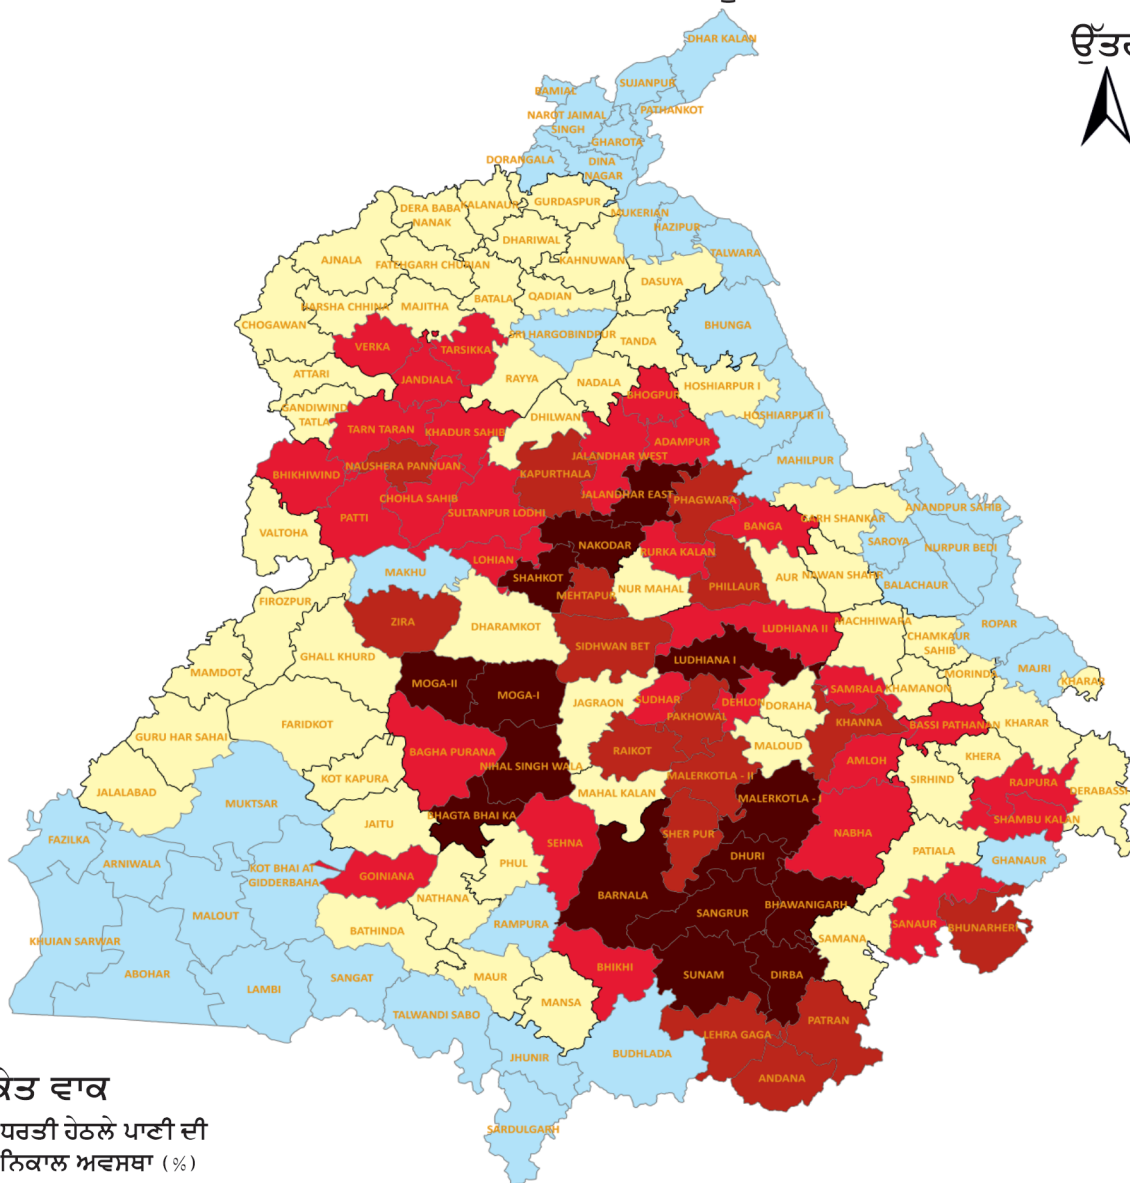 DHAR KALAN
ਉੱਤਰ
SUJANPUR
BAMIAL
PATHANKOT
NAROT JAIMAL
SINGH
GHAROTA
DORANGALA
DINA
NAGAR
GURDASPUR
DERA BABA
NANAK
KALANAUR
MUKERIAN
HAZIPUR
DHARIWAL
TALWARA
AJNALA
FATEHGARH CHURIAN
KAHNUWAN
DASUYA
HARSHA CHHINA
MAJITHA
BATALA
QADIAN
CHOGAWAN
SRI HARGOBINDPUR
BHUNGA
VERKA
TARSIKKA
TANDA
ATTARI
JANDIALA
RAYYA
NADALA
HOSHIARPUR I
BHOGPUR
GANDIWIND
TATLA
DHILWAN
HOSHIARPUR II
TARN TARAN
KHADUR SAHIB
ADAMPUR
JALANDHAR WEST
MAHILPUR
BHIKHIWIND
NAUSHERA PANNUAN
KAPURTHALA
CHOHLA SAHIB
JALANDHAR EAST
PHAGWARA
ANANDPUR SAHIB
PATTI
SULTANPUR LODHI
BANGA
GARH SHANKAR
VALTOHA
NAKODAR
RURKA KALAN
SAROYA
NURPUR BEDI
MAKHU
LOHIAN
SHAHKOT
MEHTAPUR
NUR MAHAL
PHILLAUR
AUR
NAWAN SHAHR
BALACHAUR
FIROZPUR
ZIRA
DHARAMKOT
LUDHIANA II
MACHHIWARA
ROPAR
CHAMKAUR
SAHIB
GHALL KHURD
SIDHWAN BET
LUDHIANA I
MAJRI
MAMDOT
MOGA-II
MOGA-I
MORINDA
KHARAR
JAGRAON
SUDHAR
DEHLON
DORAHA
SAMRALA
KHAMANON
FARIDKOT
PAKHOWAL
KHANNA
BASSI PATHANAN
KHARAR
GURU HAR SAHAI
BAGHA PURANA
RAIKOT
MALOUD
KHERA
NIHAL SINGH WALA
AMLOH
KOT KAPURA
MALERKOTLA - II
SIRHIND
RAJPURA
JALALABAD
MAHAL KALAN
MALERKOTLA - I
DERABASSI
MUKTSAR
BHAGTA BHAI KA
SHAMBU KALAN
JAITU
SHER PUR
NABHA
FAZILKA
SEHNA
PATIALA
ARNIWALA
KOT BHAI AT
GIDDERBAHA
GOINIANA
PHUL
DHURI
GHANAUR
NATHANA
BARNALA
BHAWANIGARH
MALOUT
SANGRUR
RAMPURA
SANAUR
BHUNARHERI
BATHINDA
SAMANA
KHUIAN SARWAR
BHIKHI
ABOHAR
SANGAT
MAUR
SUNAM
DIRBA
LAMBI
MANSA
TALWANDI SABO
PATRAN
LEHRA GAGA
JHUNIR
BUDHLADA
ANDANA
ਕੇਤ ਵਾਕ
SARDULGARH
ਧਰਤੀ ਹੇਠਲੇ ਪਾਣੀ ਦੀ
ਨਿਕਾਲ ਅਵਸਥਾ (%)